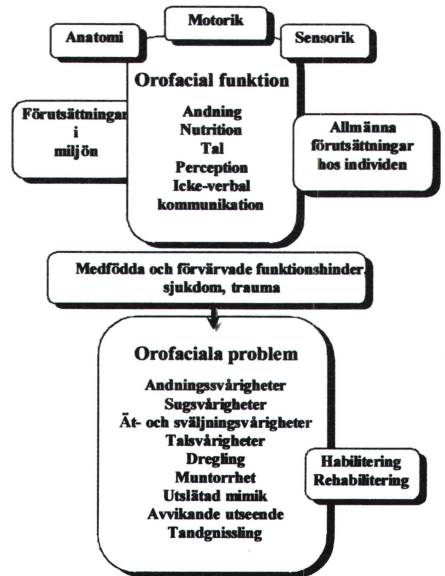 Motorik
Anatomi
Sensorik
Orofacial funktion
Andning
Nutrition
Tal
Perception
Icke-verbal
kommunikation
Förutsättningar
i
miljön
Allmänna
förutsättningar
hos individen
Medfödda och förvärvade funktionshinder,
sjukdom, trauma
Orofaciala problem
Andningssvårigheter
Sugsvårigheter
Ät- och sväljningsvårigheter
Talsvårigheter
Dregling
Muntorrhet
Utslätad mimik
Avvikande utseende
Tandgnissling
Habilitering
Rehabilitering